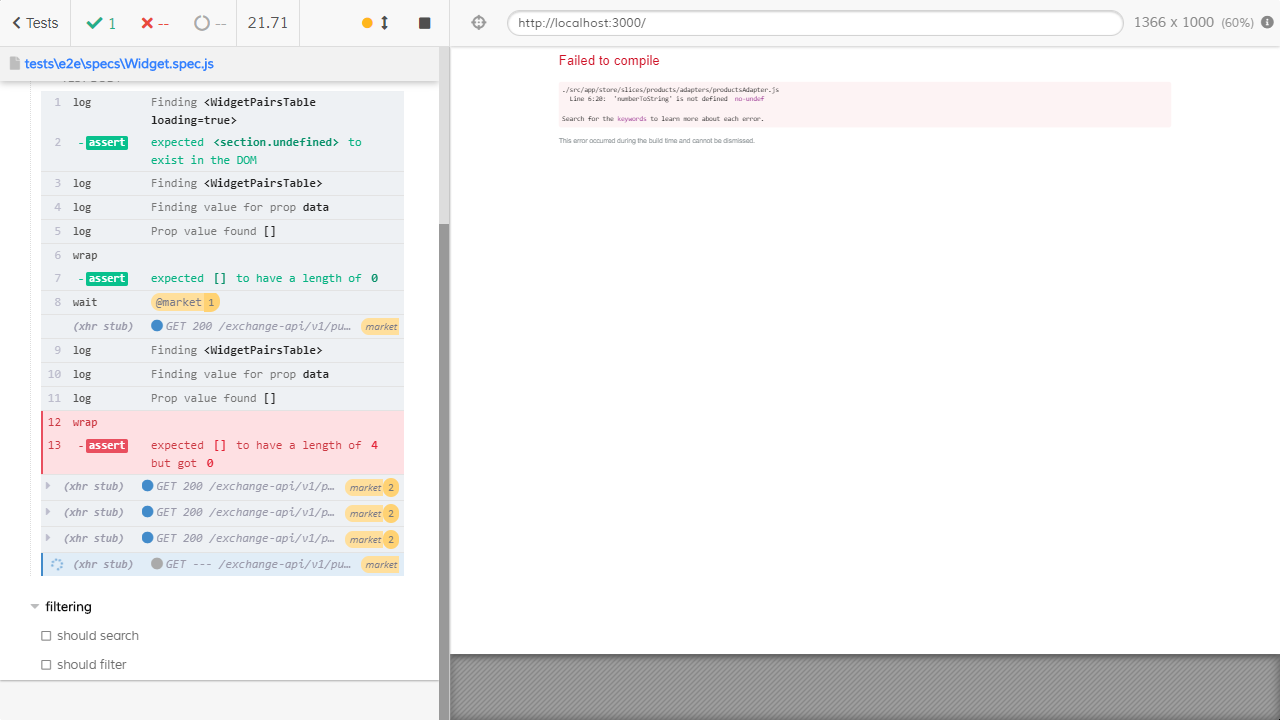 Tests
1
--
--
21.71
http://localhost:3000/
1366 x 1000 (60%)
tests\e2e\specs\Widget.spec.js
1 log Finding <WidgetPairsTable
loading=true>
2 - assert expected <section.undefined> to
exist in the DOM
3 log Finding <WidgetPairsTable>
4 log Finding value for prop data
5 log Prop value found []
6 wrap
7 - assert expected [] to have a length of 0
8 wait @market 1
(xhr stub) GET 200 /exchange-api/v1/pu... market
9 log Finding <WidgetPairsTable>
10 log Finding value for prop data
11 log Prop value found []
12 wrap
13 - assert expected [] to have a length of 4
but got 0
(xhr stub) GET 200 /exchange-api/v1/p... market 2
(xhr stub) GET 200 /exchange-api/v1/p... market 2
(xhr stub) GET 200 /exchange-api/v1/p... market 2
(xhr stub) GET --- /exchange-api/v1/pu... market
filtering
should search
should filter
Failed to compile
./src/app/store/slices/products/adapters/productsAdapter.js
Line 6:20: 'numberToString' is not defined no-undef
Search for the keywords to learn more about each error.
This error occurred during the build time and cannot be dismissed.